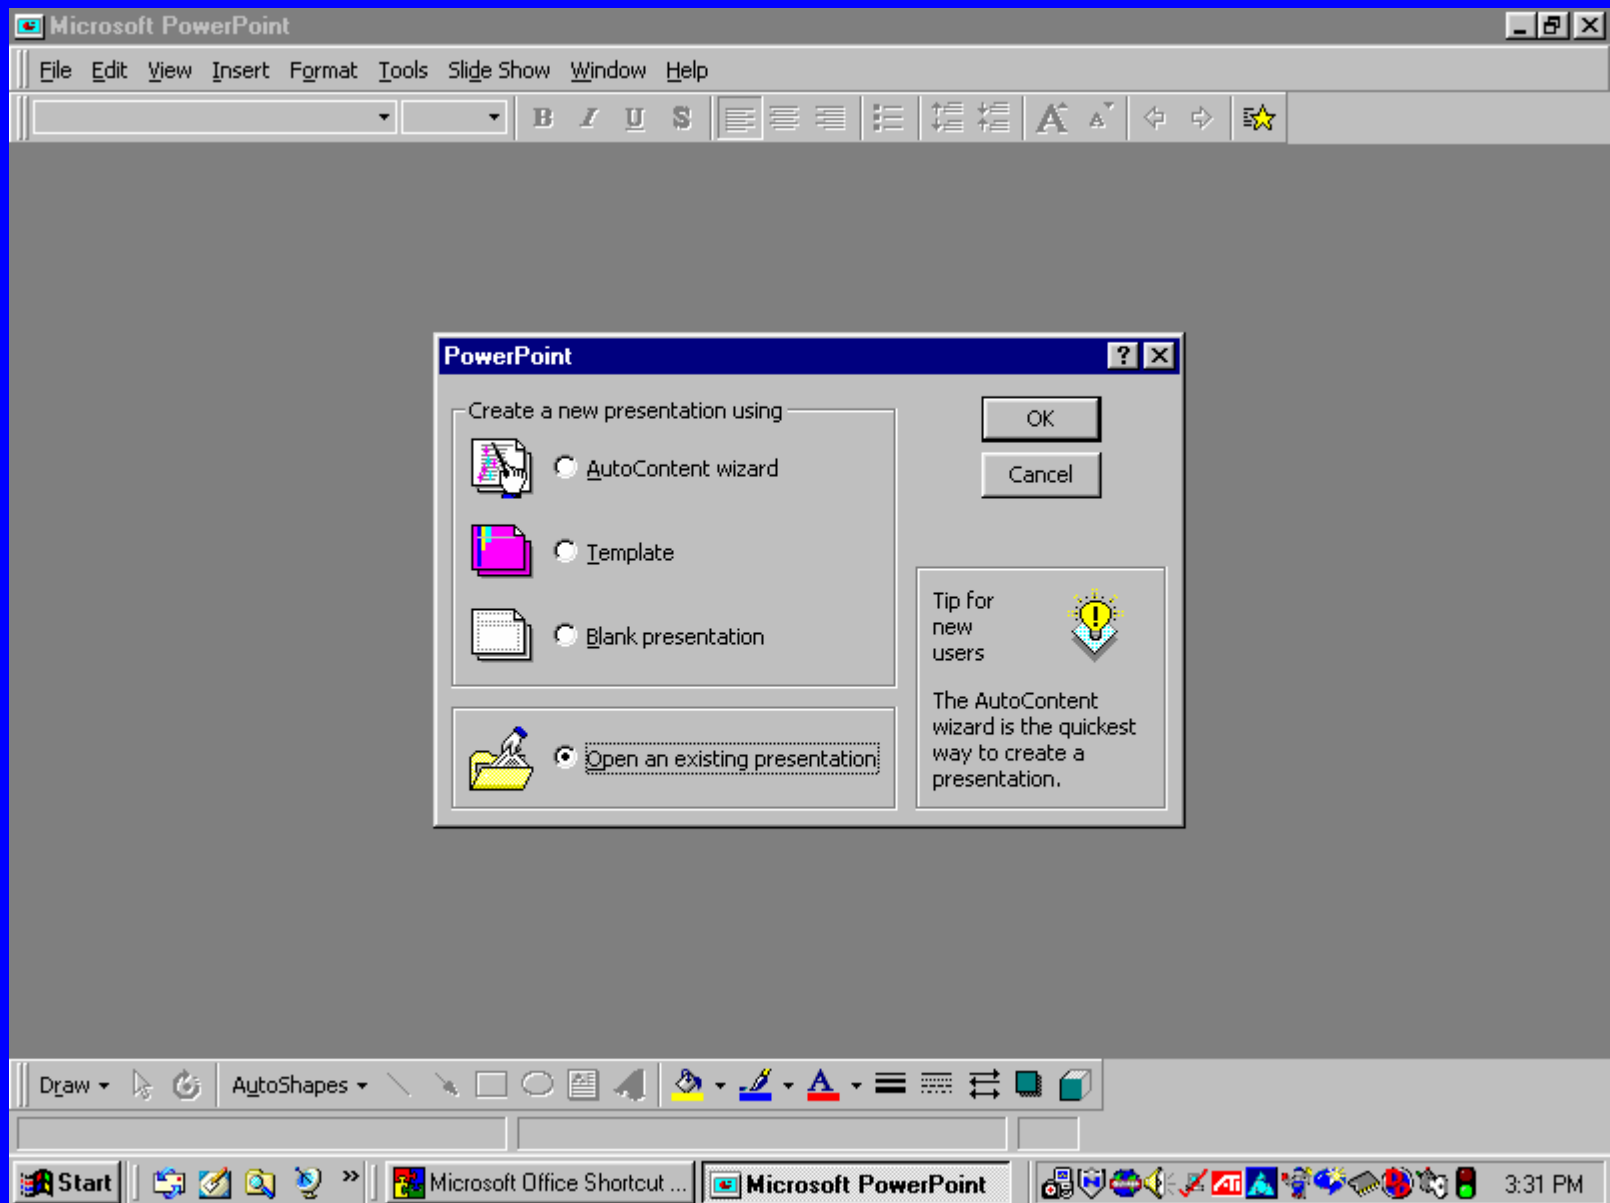 Microsoft PowerPoint
File Edit View Insert Format Tools Slide Show Window Help
B I U S A A
PowerPoint
Create a new presentation using
AutoContent wizard
Template
Blank presentation
Open an existing presentation
OK
Cancel
Tip for
new
users
The AutoContent
wizard is the quickest
way to create a
presentation.
Draw AutoShapes A
Start » Microsoft Office Shortcut ... Microsoft PowerPoint ATI 3:31 PM